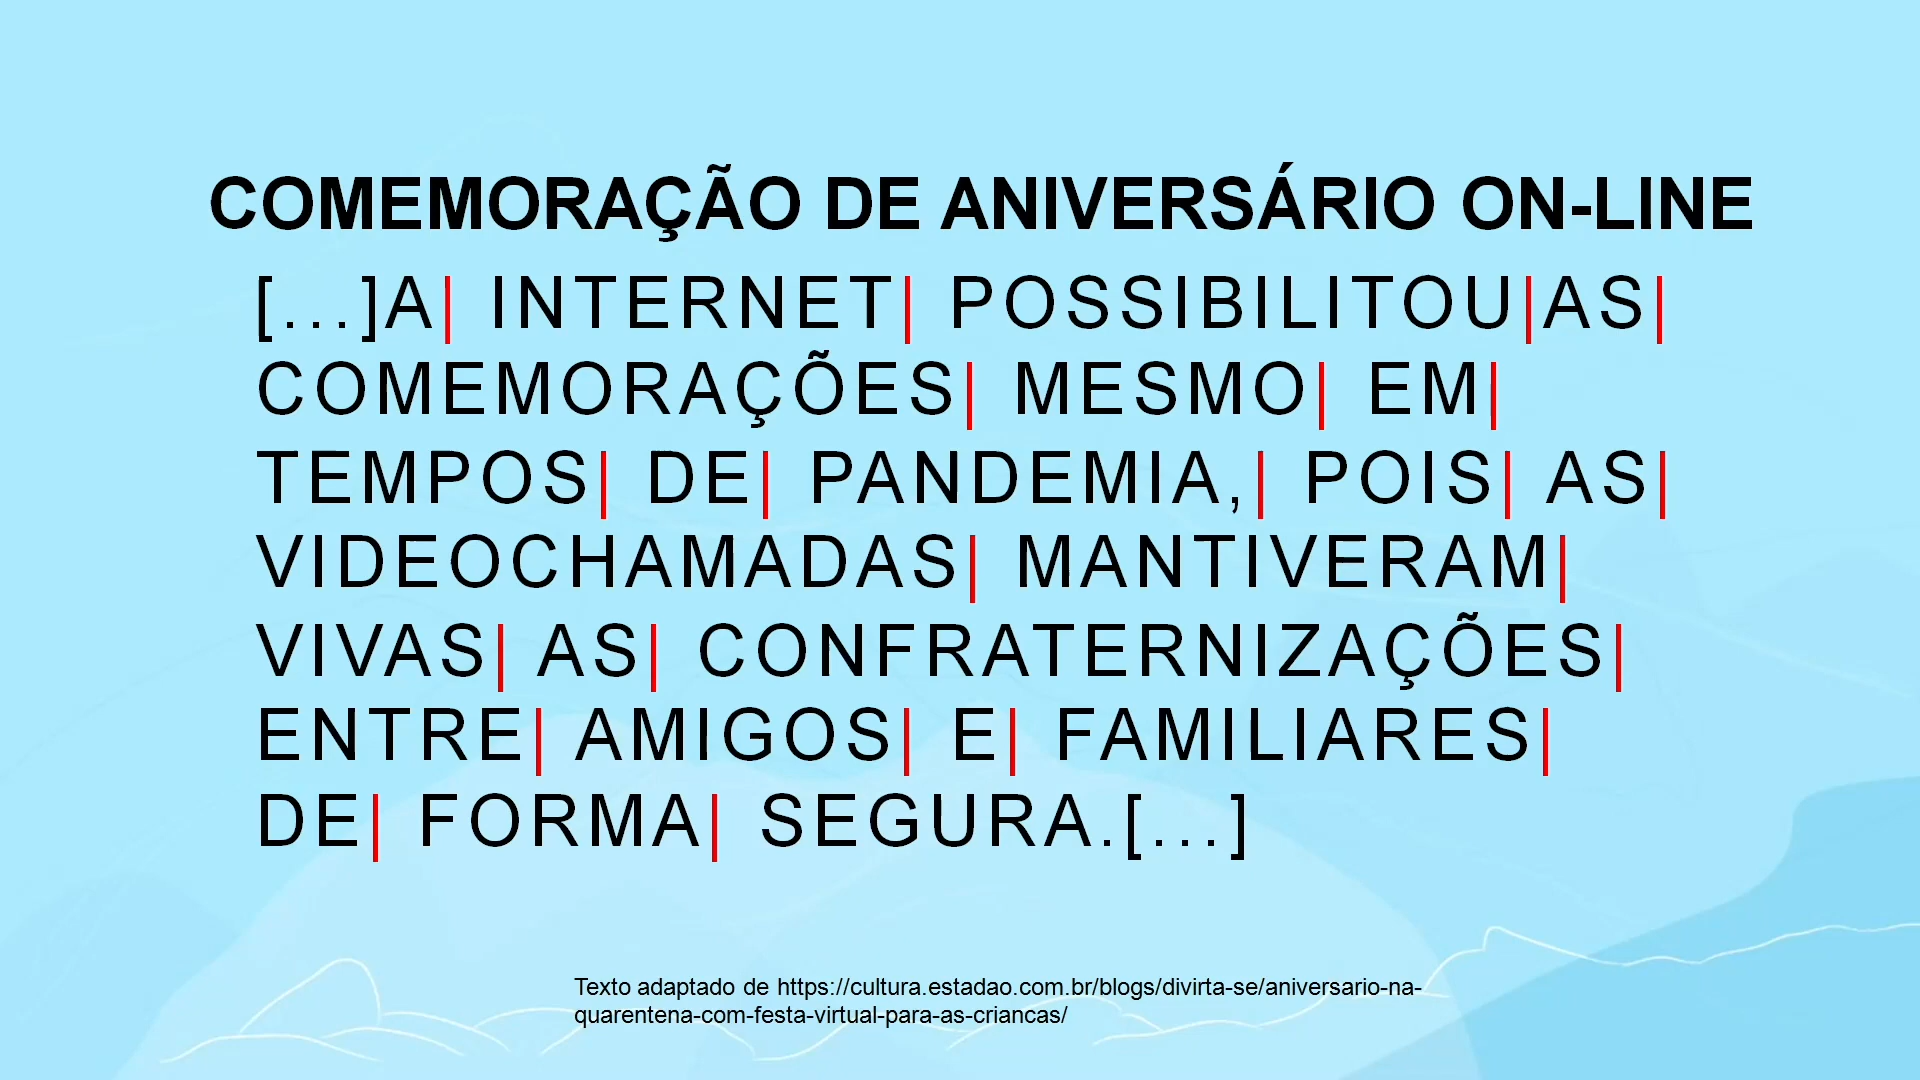 COMEMORAÇÃO DE ANIVERSÁRIO ON-LINE
[...]A| INTERNET| POSSIBILITOU|AS|
COMEMORAÇÕES| MESMO| EM|
TEMPOS| DE| PANDEMIA,| POIS| AS|
VIDEOCHAMADAS| MANTIVERAM|
VIVAS| AS| CONFRATERNIZAÇÕES|
ENTRE| AMIGOS| E| FAMILIARES|
DE| FORMA| SEGURA.[...]
Texto adaptado de https://cultura.estadao.com.br/blogs/divirta-se/aniversario-na-
quarentena-com-festa-virtual-para-as-criancas/